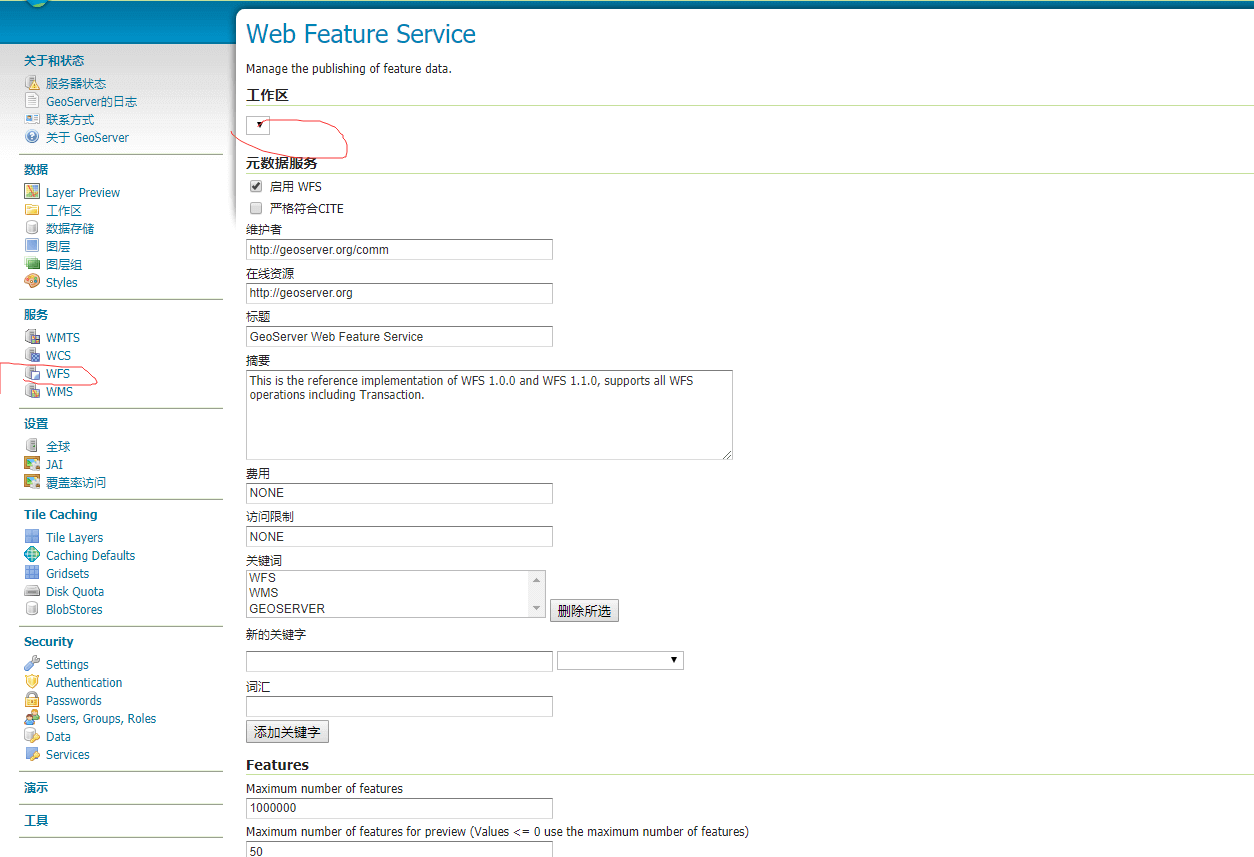 Web Feature Service
Manage the publishing of feature data.
工作区
元数据服务
启用 WFS
严格符合CITE
维护者
http://geoserver.org/comm
在线资源
http://geoserver.org
标题
GeoServer Web Feature Service
摘要
This is the reference implementation of WFS 1.0.0 and WFS 1.1.0, supports all WFS
operations including Transaction.
费用
NONE
访问限制
NONE
关键词
WFS
WMS
GEOSERVER
删除所选
新的关键字
词汇
添加关键字
Features
Maximum number of features
1000000
Maximum number of features for preview (Values <= 0 use the maximum number of features)
50
关于和状态
服务器状态
GeoServer的日志
联系方式
关于 GeoServer
数据
Layer Preview
工作区
数据存储
图层
图层组
Styles
服务
WMTS
WCS
WFS
WMS
设置
全球
JAI
覆盖率访问
Tile Caching
Tile Layers
Caching Defaults
Gridsets
Disk Quota
BlobStores
Security
Settings
Authentication
Passwords
Users, Groups, Roles
Data
Services
演示
工具